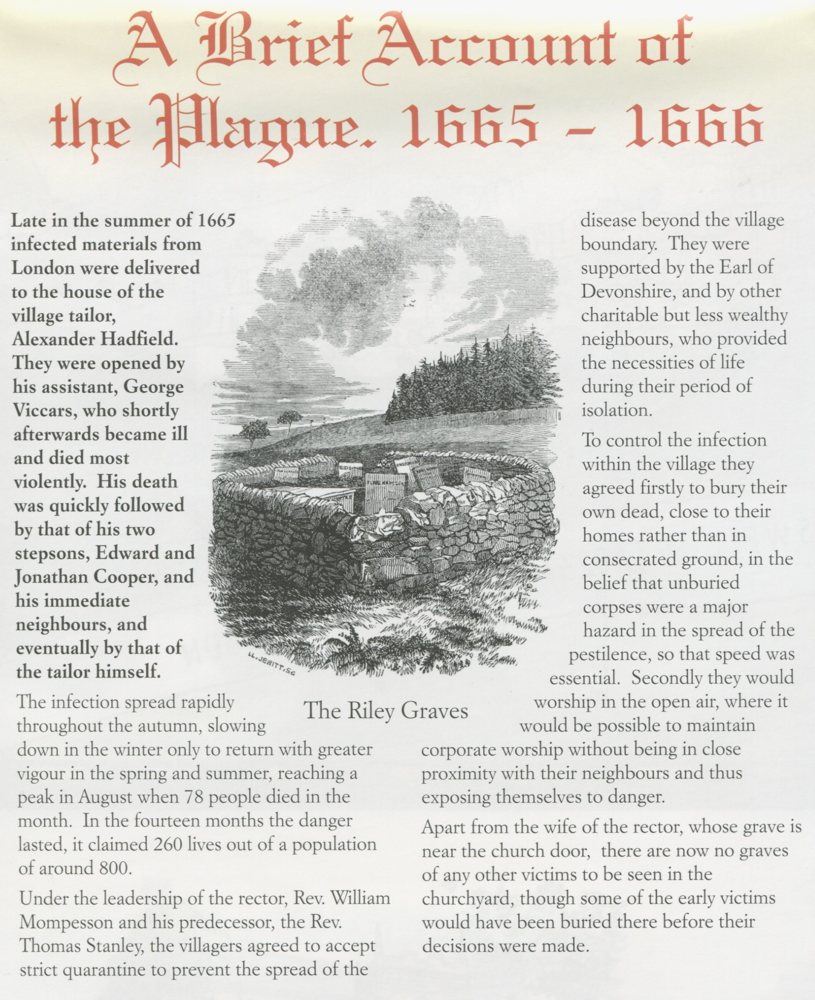 A Brief Account of
the Plague. 1665 – 1666
Late in the summer of 1665
infected materials from
London were delivered
to the house of the
village tailor,
Alexander Hadfield.
They were opened by
his assistant, George
Viccars, who shortly
afterwards became ill
and died most
violently.  His death
was quickly followed
by that of his two
stepsons, Edward and
Jonathan Cooper, and
his immediate
neighbours, and
eventually by that of
the tailor himself.
The infection spread rapidly
throughout the autumn, slowing
down in the winter only to return with greater
vigour in the spring and summer, reaching a
peak in August when 78 people died in the
month.  In the fourteen months the danger
lasted, it claimed 260 lives out of a population
of around 800.
Under the leadership of the rector, Rev. William
Mompesson and his predecessor, the Rev.
Thomas Stanley, the villagers agreed to accept
strict quarantine to prevent the spread of the
LL. JEWITT. SC
The Riley Graves
disease beyond the village
boundary.  They were
supported by the Earl of
Devonshire, and by other
charitable but less wealthy
neighbours, who provided
the necessities of life
during their period of
isolation.
To control the infection
within the village they
agreed firstly to bury their
own dead, close to their
homes rather than in
consecrated ground, in the
belief that unburied
corpses were a major
hazard in the spread of the
pestilence, so that speed was
essential.  Secondly they would
worship in the open air, where it
would be possible to maintain
corporate worship without being in close
proximity with their neighbours and thus
exposing themselves to danger.
Apart from the wife of the rector, whose grave is
near the church door,  there are now no graves
of any other victims to be seen in the
churchyard, though some of the early victims
would have been buried there before their
decisions were made.